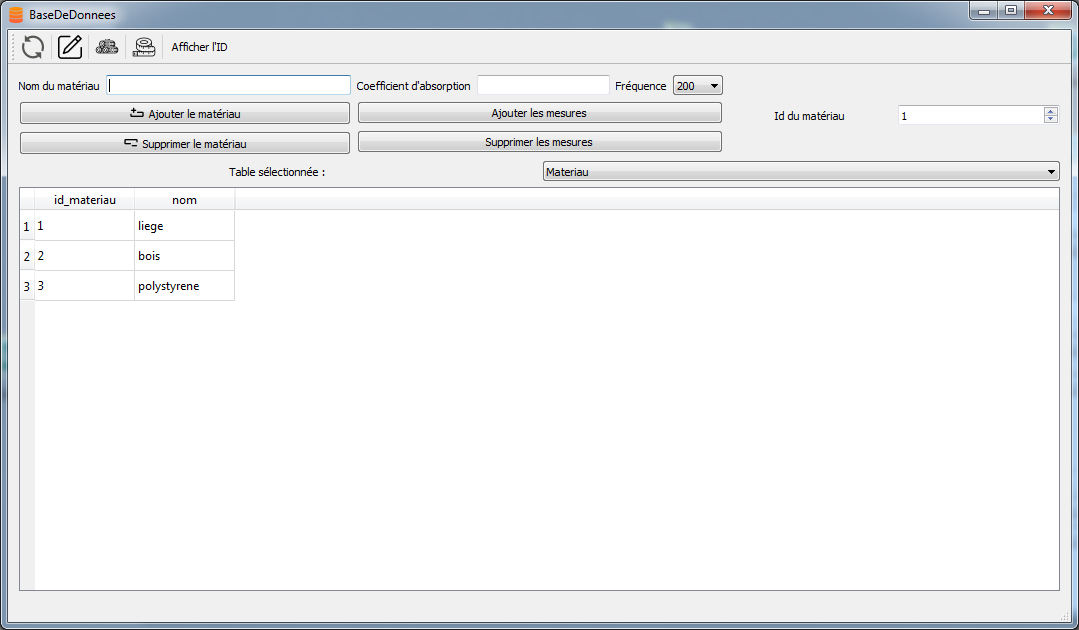 BaseDeDonnees
Afficher l'ID
Nom du matériau Coefficient d'absorption Fréquence 200
Ajouter le matériau Ajouter les mesures Id du matériau 1
Supprimer le matériau Supprimer les mesures
Table sélectionnée : Materiau
id_materiau nom
1 1 liege
2 2 bois
3 3 polystyrene